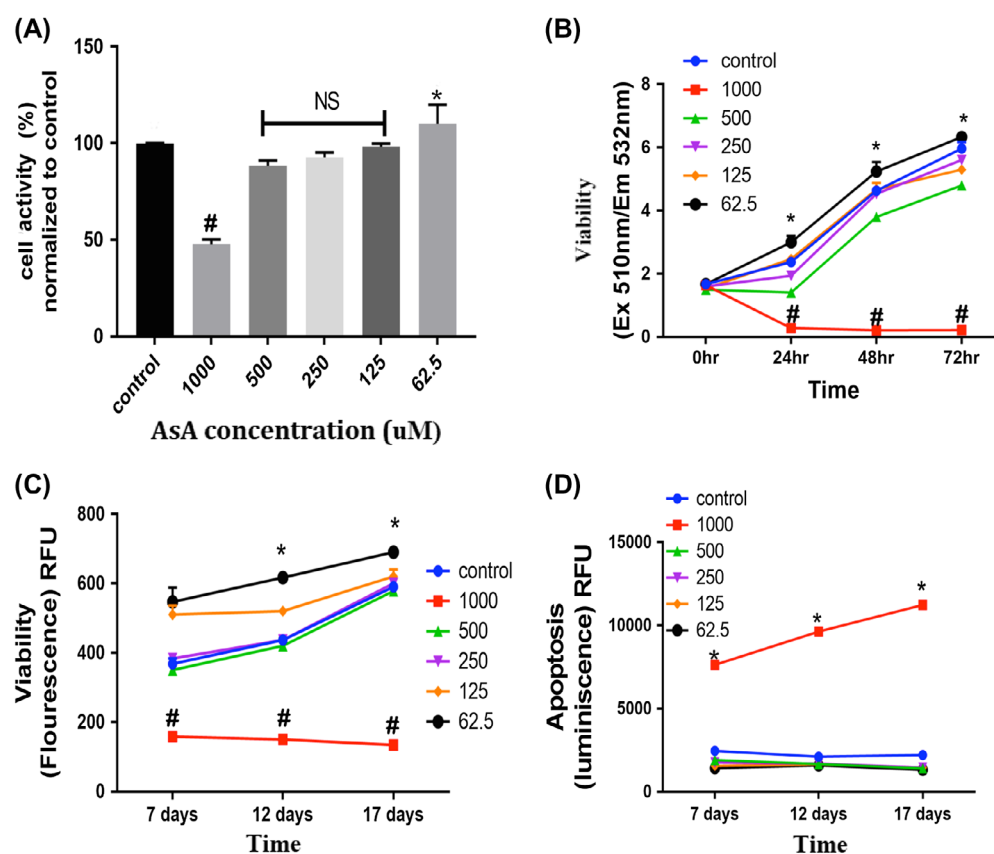 (A)
cell activity (%)
normalized to control
150
100
50
0
#
NS
*
control
1000
500
250
125
62.5
AsA concentration (uM)
(B)
Viability
(Ex 510nm/Em 532nm)
control
1000
500
250
125
62.5
8
6
4
2
0
*
*
*
#
#
#
0hr
24hr
48hr
72hr
Time
(C)
Viability
(Flourescence) RFU
800
600
400
200
0
*
*
#
#
#
control
1000
500
250
125
62.5
7 days
12 days
17 days
Time
(D)
Apoptosis
(luminiscence) RFU
control
1000
500
250
125
62.5
15000
10000
5000
0
*
*
*
7 days
12 days
17 days
Time